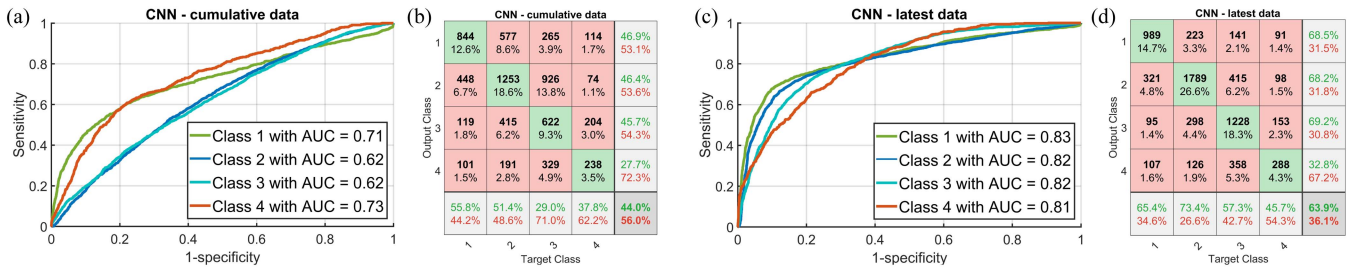 (a)
CNN - cumulative data
1
0.8
0.6
0.4
0.2
0
Sensitivity
Class 1 with AUC = 0.71
Class 2 with AUC = 0.62
Class 3 with AUC = 0.62
Class 4 with AUC = 0.73
0 0.2 0.4 0.6 0.8 1
1-specificity
(b)
CNN - cumulative data
Output Class
1 844 577 265 114 46.9%
12.6% 8.6% 3.9% 1.7% 53.1%
2 448 1253 926 74 46.4%
6.7% 18.6% 13.8% 1.1% 53.6%
3 119 415 622 204 45.7%
1.8% 6.2% 9.3% 3.0% 54.3%
4 101 191 329 238 27.7%
1.5% 2.8% 4.9% 3.5% 72.3%
55.8% 51.4% 29.0% 37.8% 44.0%
44.2% 48.6% 71.0% 62.2% 56.0%
1 2 3 4
Target Class
(c)
CNN - latest data
1
0.8
0.6
0.4
0.2
0
Sensitivity
Class 1 with AUC = 0.83
Class 2 with AUC = 0.82
Class 3 with AUC = 0.82
Class 4 with AUC = 0.81
0 0.2 0.4 0.6 0.8 1
1-specificity
(d)
CNN - latest data
Output Class
1 989 223 141 91 68.5%
14.7% 3.3% 2.1% 1.4% 31.5%
2 321 1789 415 98 68.2%
4.8% 26.6% 6.2% 1.5% 31.8%
3 95 298 1228 153 69.2%
1.4% 4.4% 18.3% 2.3% 30.8%
4 107 126 358 288 32.8%
1.6% 1.9% 5.3% 4.3% 67.2%
65.4% 73.4% 57.3% 45.7% 63.9%
34.6% 26.6% 42.7% 54.3% 36.1%
1 2 3 4
Target Class